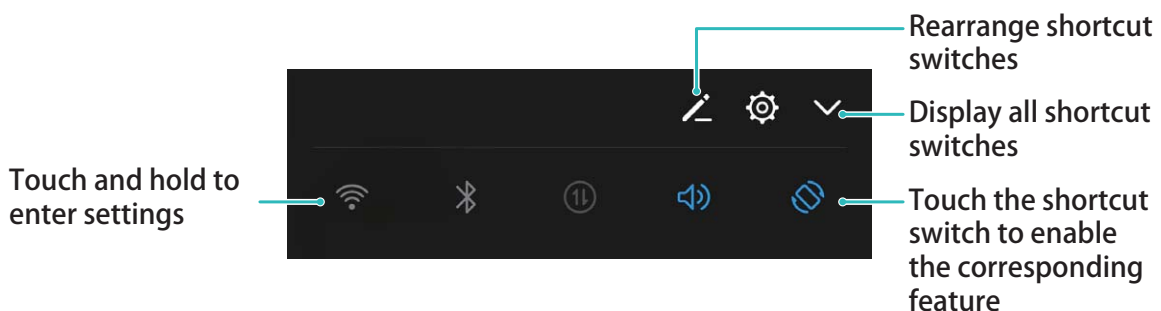 Rearrange shortcut
switches
Display all shortcut
switches
Touch and hold to
enter settings
Touch the shortcut
switch to enable
the corresponding
feature